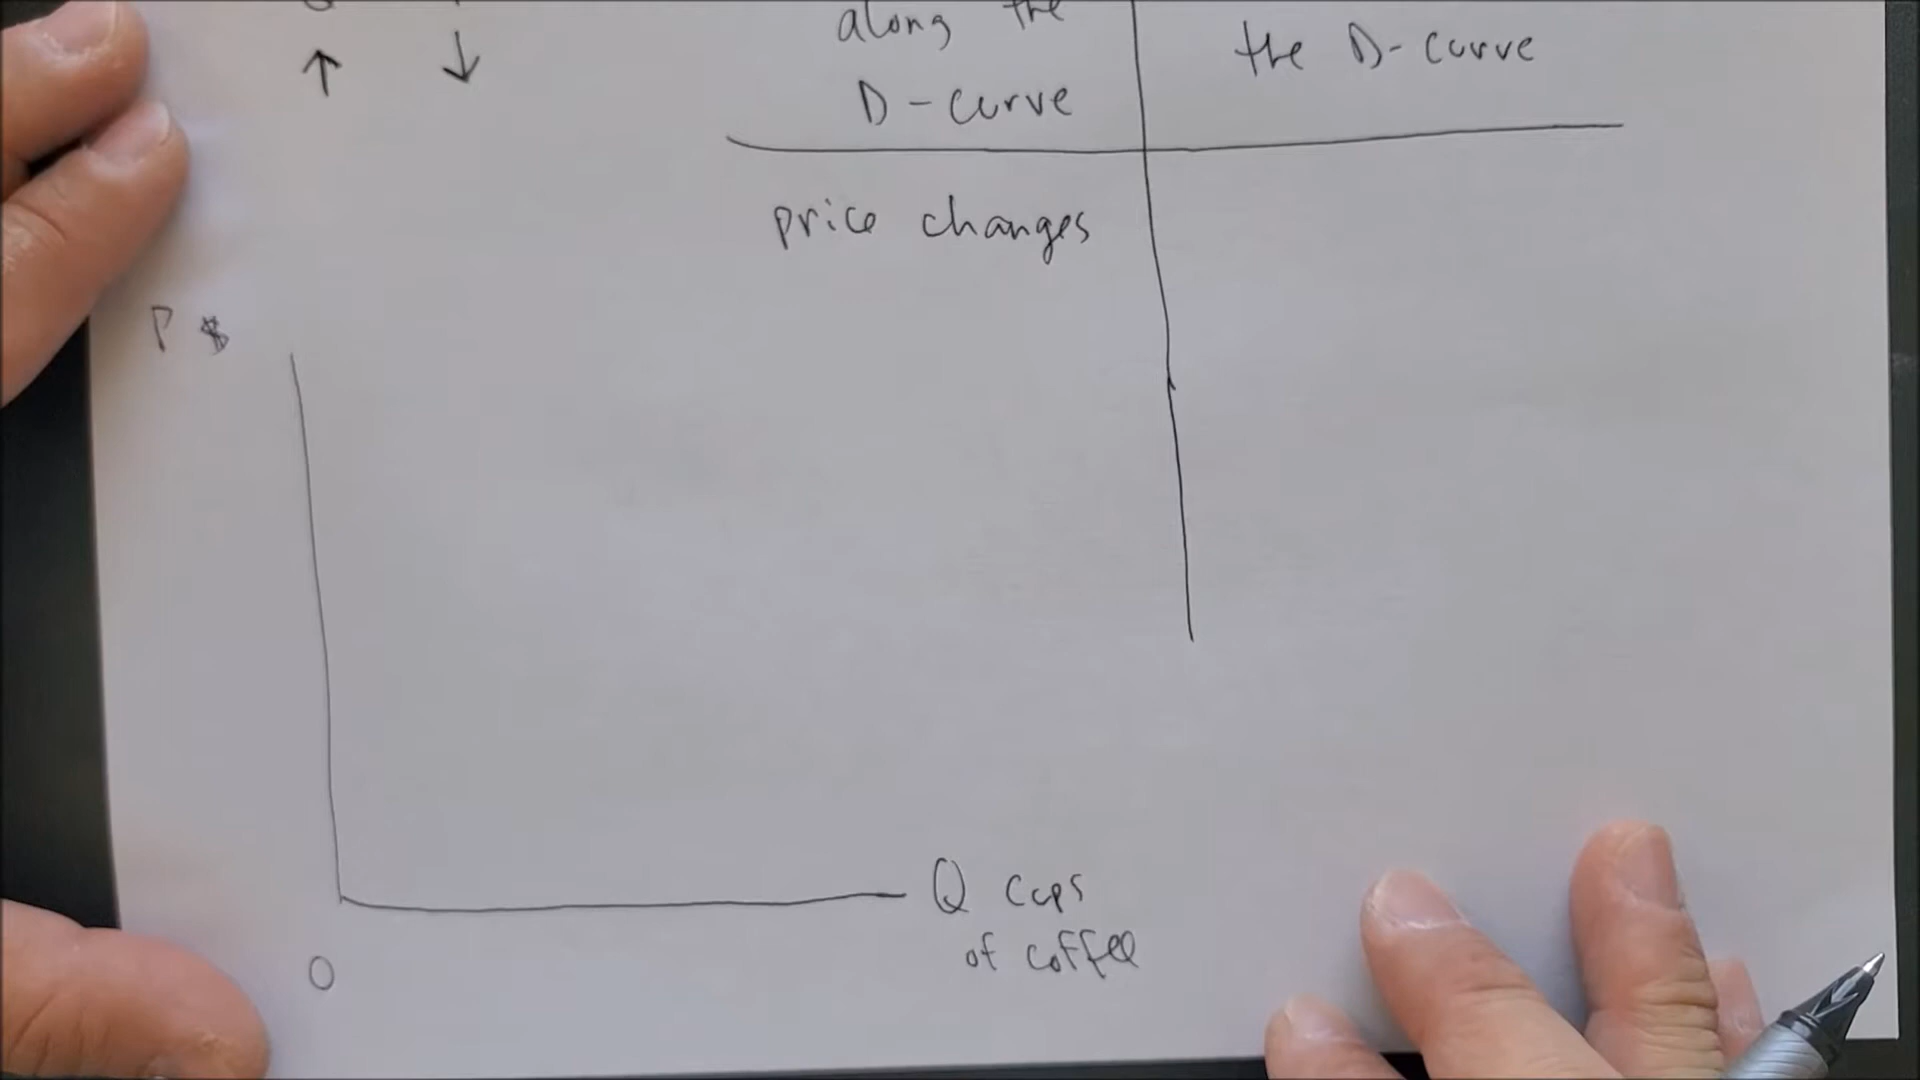 ↑ ↓
along the
D-curve
the D-curve
price changes
P $
Q cups
of coffee
0